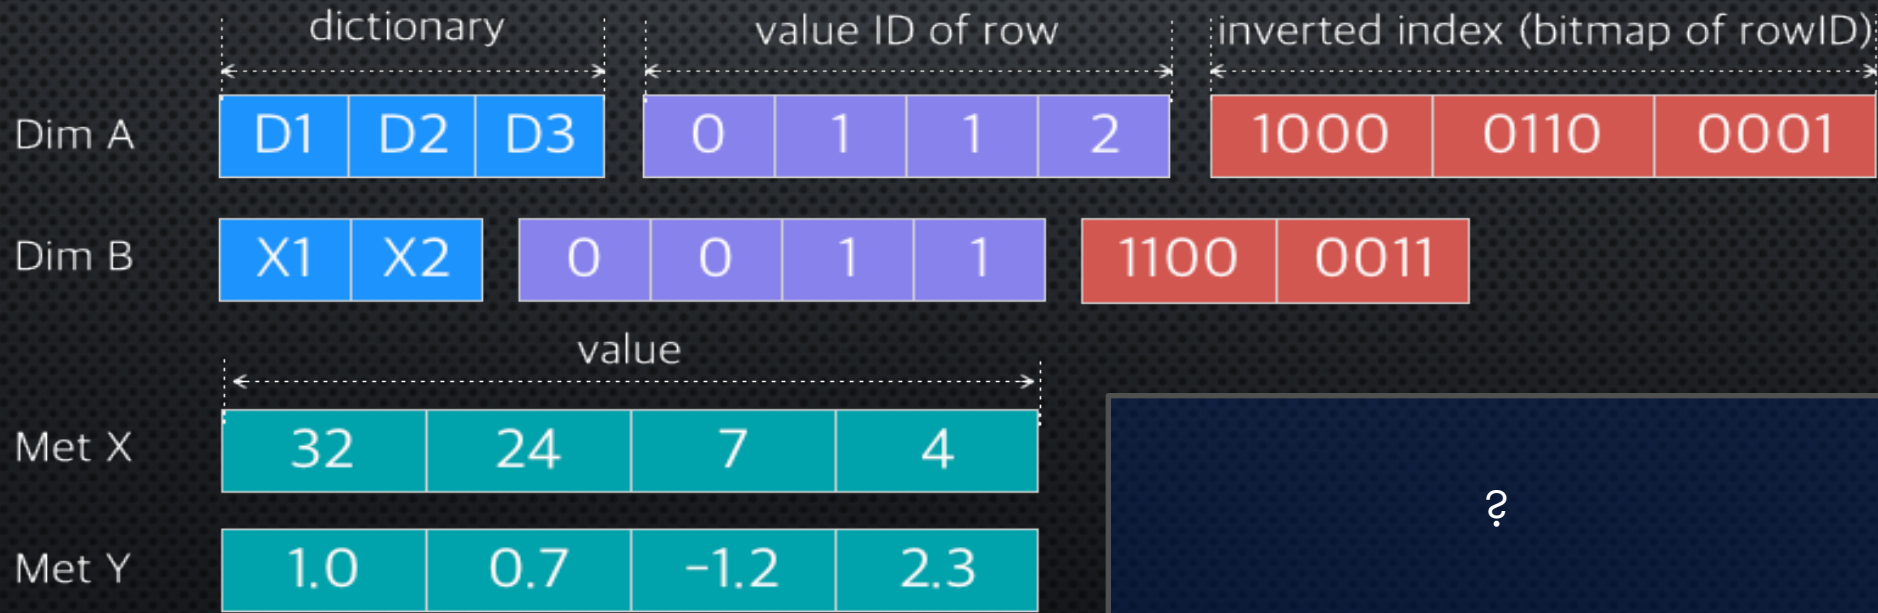 dictionary value ID of row inverted index (bitmap of rowID)
Dim A D1 D2 D3 0 1 1 2 1000 0110 0001
Dim B X1 X2 0 0 1 1 1100 0011
value
Met X 32 24 7 4
?
Met Y 1.0 0.7 -1.2 2.3